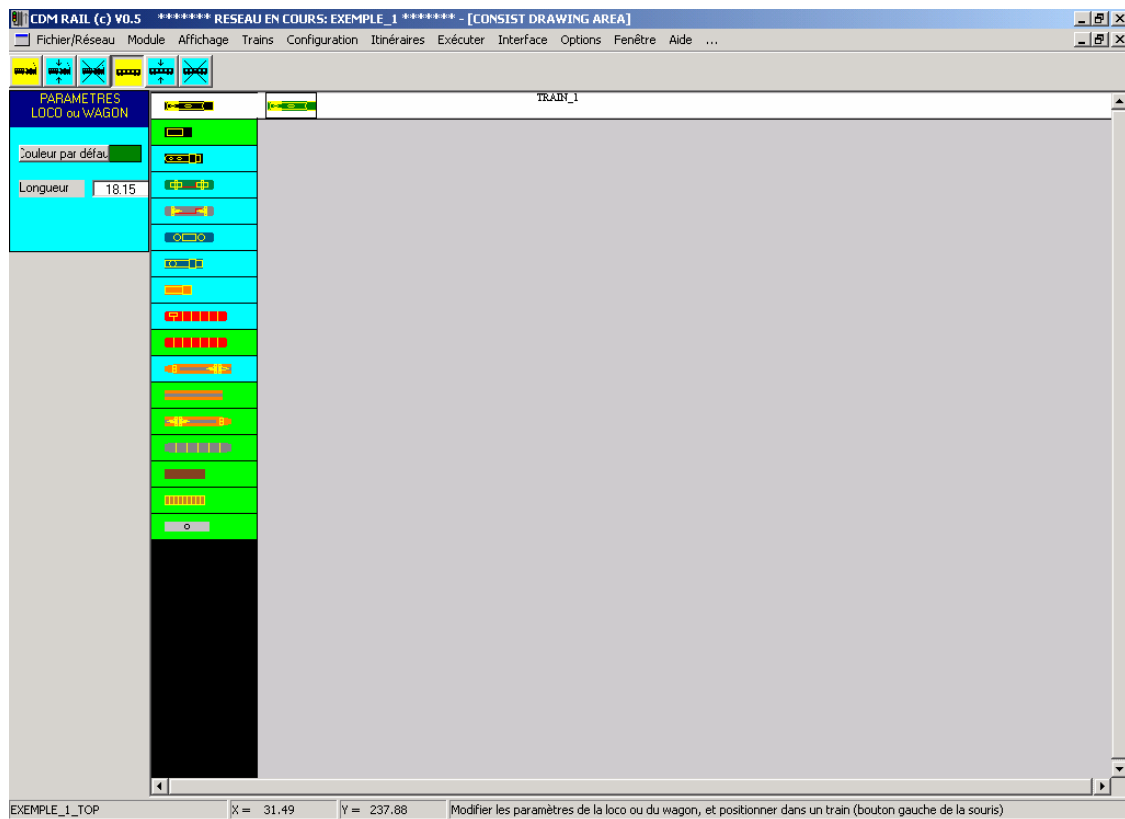 CDM RAIL (c) V0.5 ******* RESEAU EN COURS: EXEMPLE_1 ******* - [CONSIST DRAWING AREA]
Fichier/Réseau Module Affichage Trains Configuration Itinéraires Exécuter Interface Options Fenêtre Aide ...
PARAMETRES
LOCO ou WAGON
TRAIN_1
Couleur par défau
Longueur 18.15
EXEMPLE_1_TOP X = 31.49 Y = 237.88 Modifier les paramètres de la loco ou du wagon, et positionner dans un train (bouton gauche de la souris)